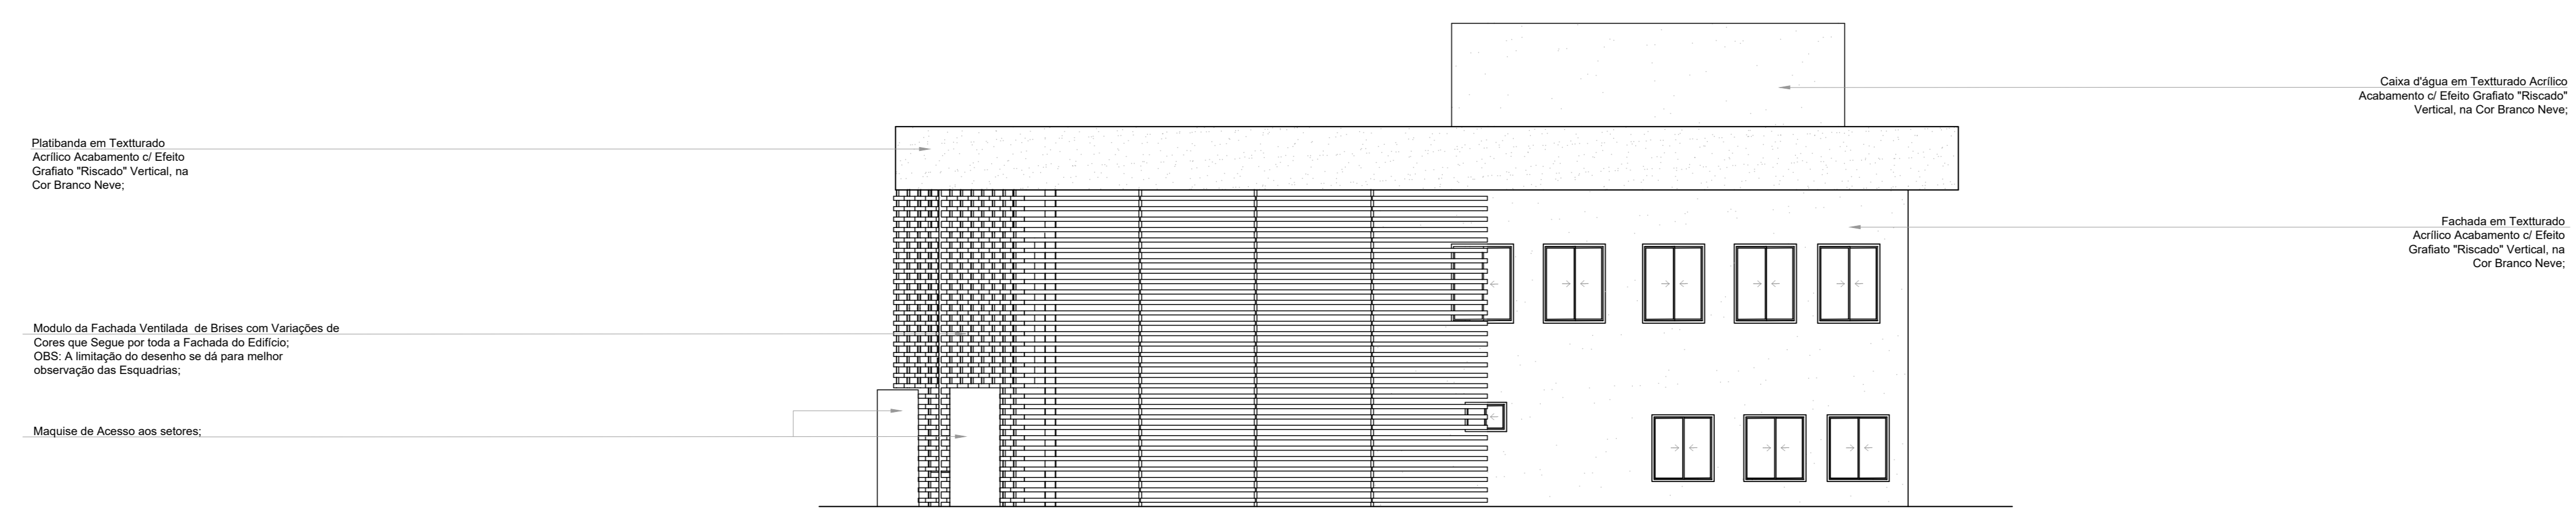 Platibanda em Textturado
Acrílico Acabamento c/ Efeito
Grafiato "Riscado" Vertical, na
Cor Branco Neve;
Modulo da Fachada Ventilada  de Brises com Variações de
Cores que Segue por toda a Fachada do Edifício;
OBS: A limitação do desenho se dá para melhor
observação das Esquadrias;
Maquise de Acesso aos setores;
Caixa d'água em Textturado Acrílico
Acabamento c/ Efeito Grafiato "Riscado"
Vertical, na Cor Branco Neve;
Fachada em Textturado
Acrílico Acabamento c/ Efeito
Grafiato "Riscado" Vertical, na
Cor Branco Neve;